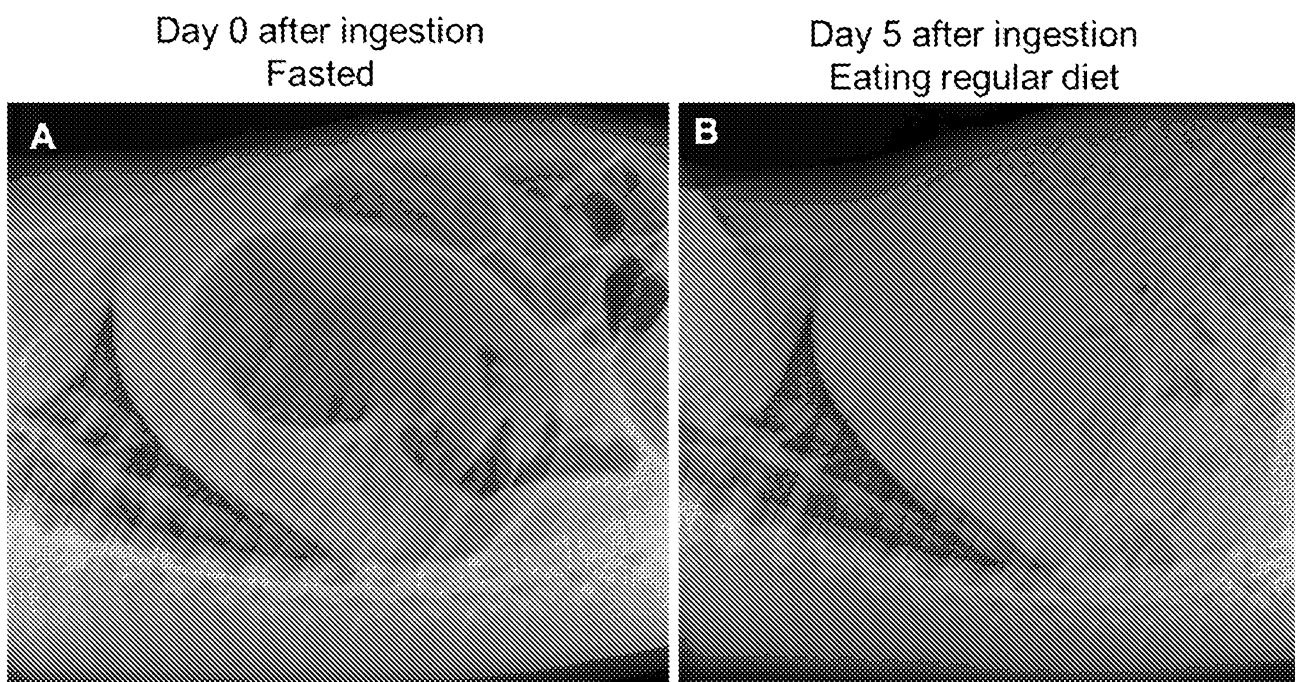 Day 0 after ingestion
Fasted
Day 5 after ingestion
Eating regular diet
A
B